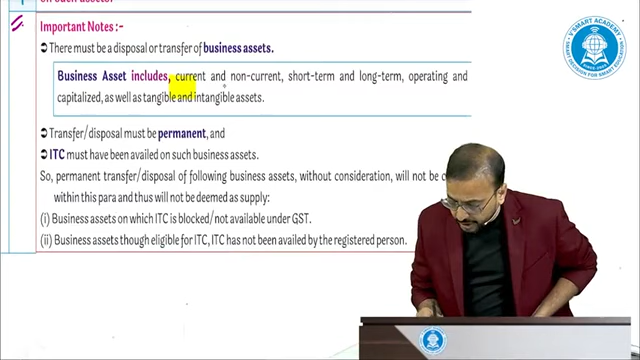 on such assets.
Important Notes :-
➲ There must be a disposal or transfer of business assets.
Business Asset includes, current and non-current, short-term and long-term, operating and
capitalized, as well as tangible and intangible assets.
➲ Transfer/disposal must be permanent, and
➲ ITC must have been availed on such business assets.
So, permanent transfer/disposal of following business assets, without consideration, will not be
within this para and thus will not be deemed as supply.
(i) Business assets on which ITC is blocked/not available under GST.
(ii) Business assets though eligible for ITC, ITC has not been availed by the registered person.
V SMART ACADEMY